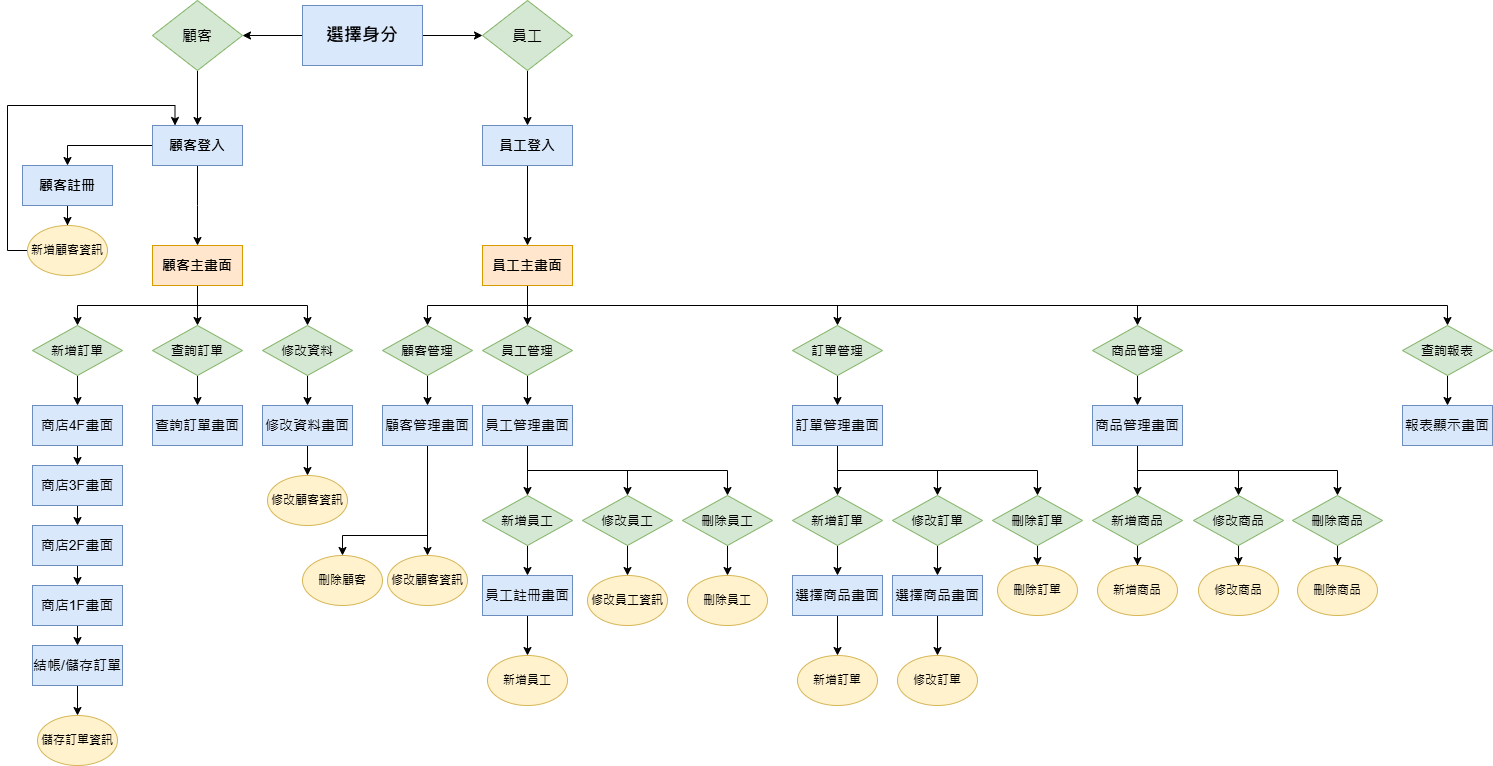 顧客
選擇身分
員工
顧客登入
員工登入
顧客註冊
新增顧客資訊
顧客主畫面
員工主畫面
新增訂單
查詢訂單
修改資料
顧客管理
員工管理
訂單管理
商品管理
查詢報表
商店4F畫面
查詢訂單畫面
修改資料畫面
顧客管理畫面
員工管理畫面
訂單管理畫面
商品管理畫面
報表顯示畫面
商店3F畫面
修改顧客資訊
新增員工
修改員工
刪除員工
新增訂單
修改訂單
刪除訂單
新增商品
修改商品
刪除商品
商店2F畫面
刪除顧客
修改顧客資訊
商店1F畫面
員工註冊畫面
修改員工資訊
刪除員工
選擇商品畫面
選擇商品畫面
刪除訂單
新增商品
修改商品
刪除商品
結帳/儲存訂單
新增員工
新增訂單
修改訂單
儲存訂單資訊